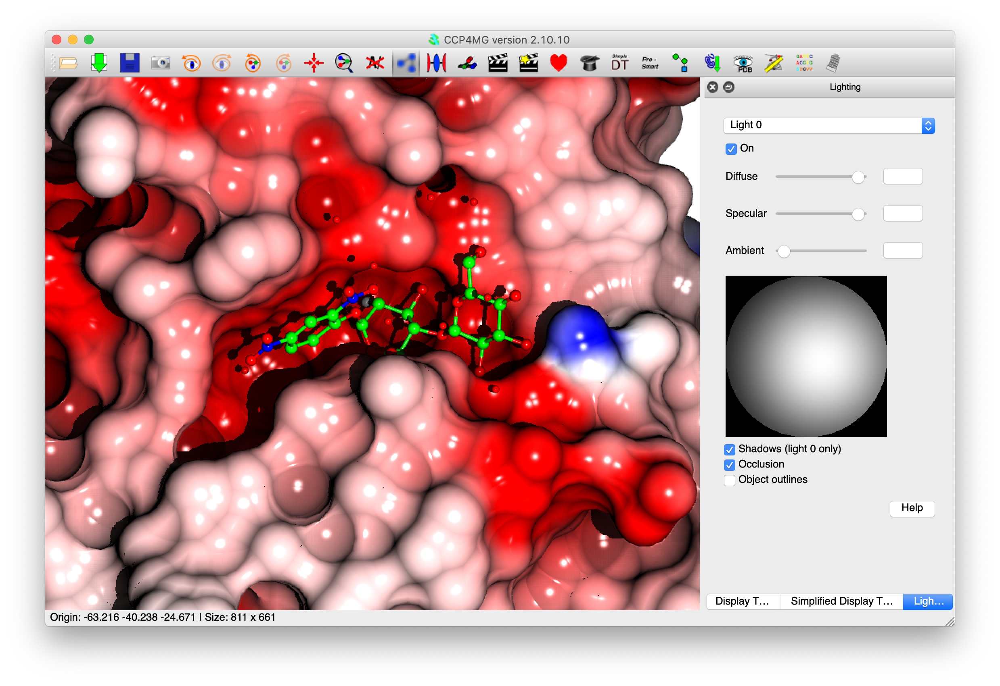 CCP4MG version 2.10.10
Simple
DT
Pro -
Smart
PDB
Lighting
Light 0
On
Diffuse
Specular
Ambient
Shadows (light 0 only)
Occlusion
Object outlines
Help
Display T...
Simplified Display T...
Ligh...
Origin: -63.216 -40.238 -24.671 | Size: 811 x 661